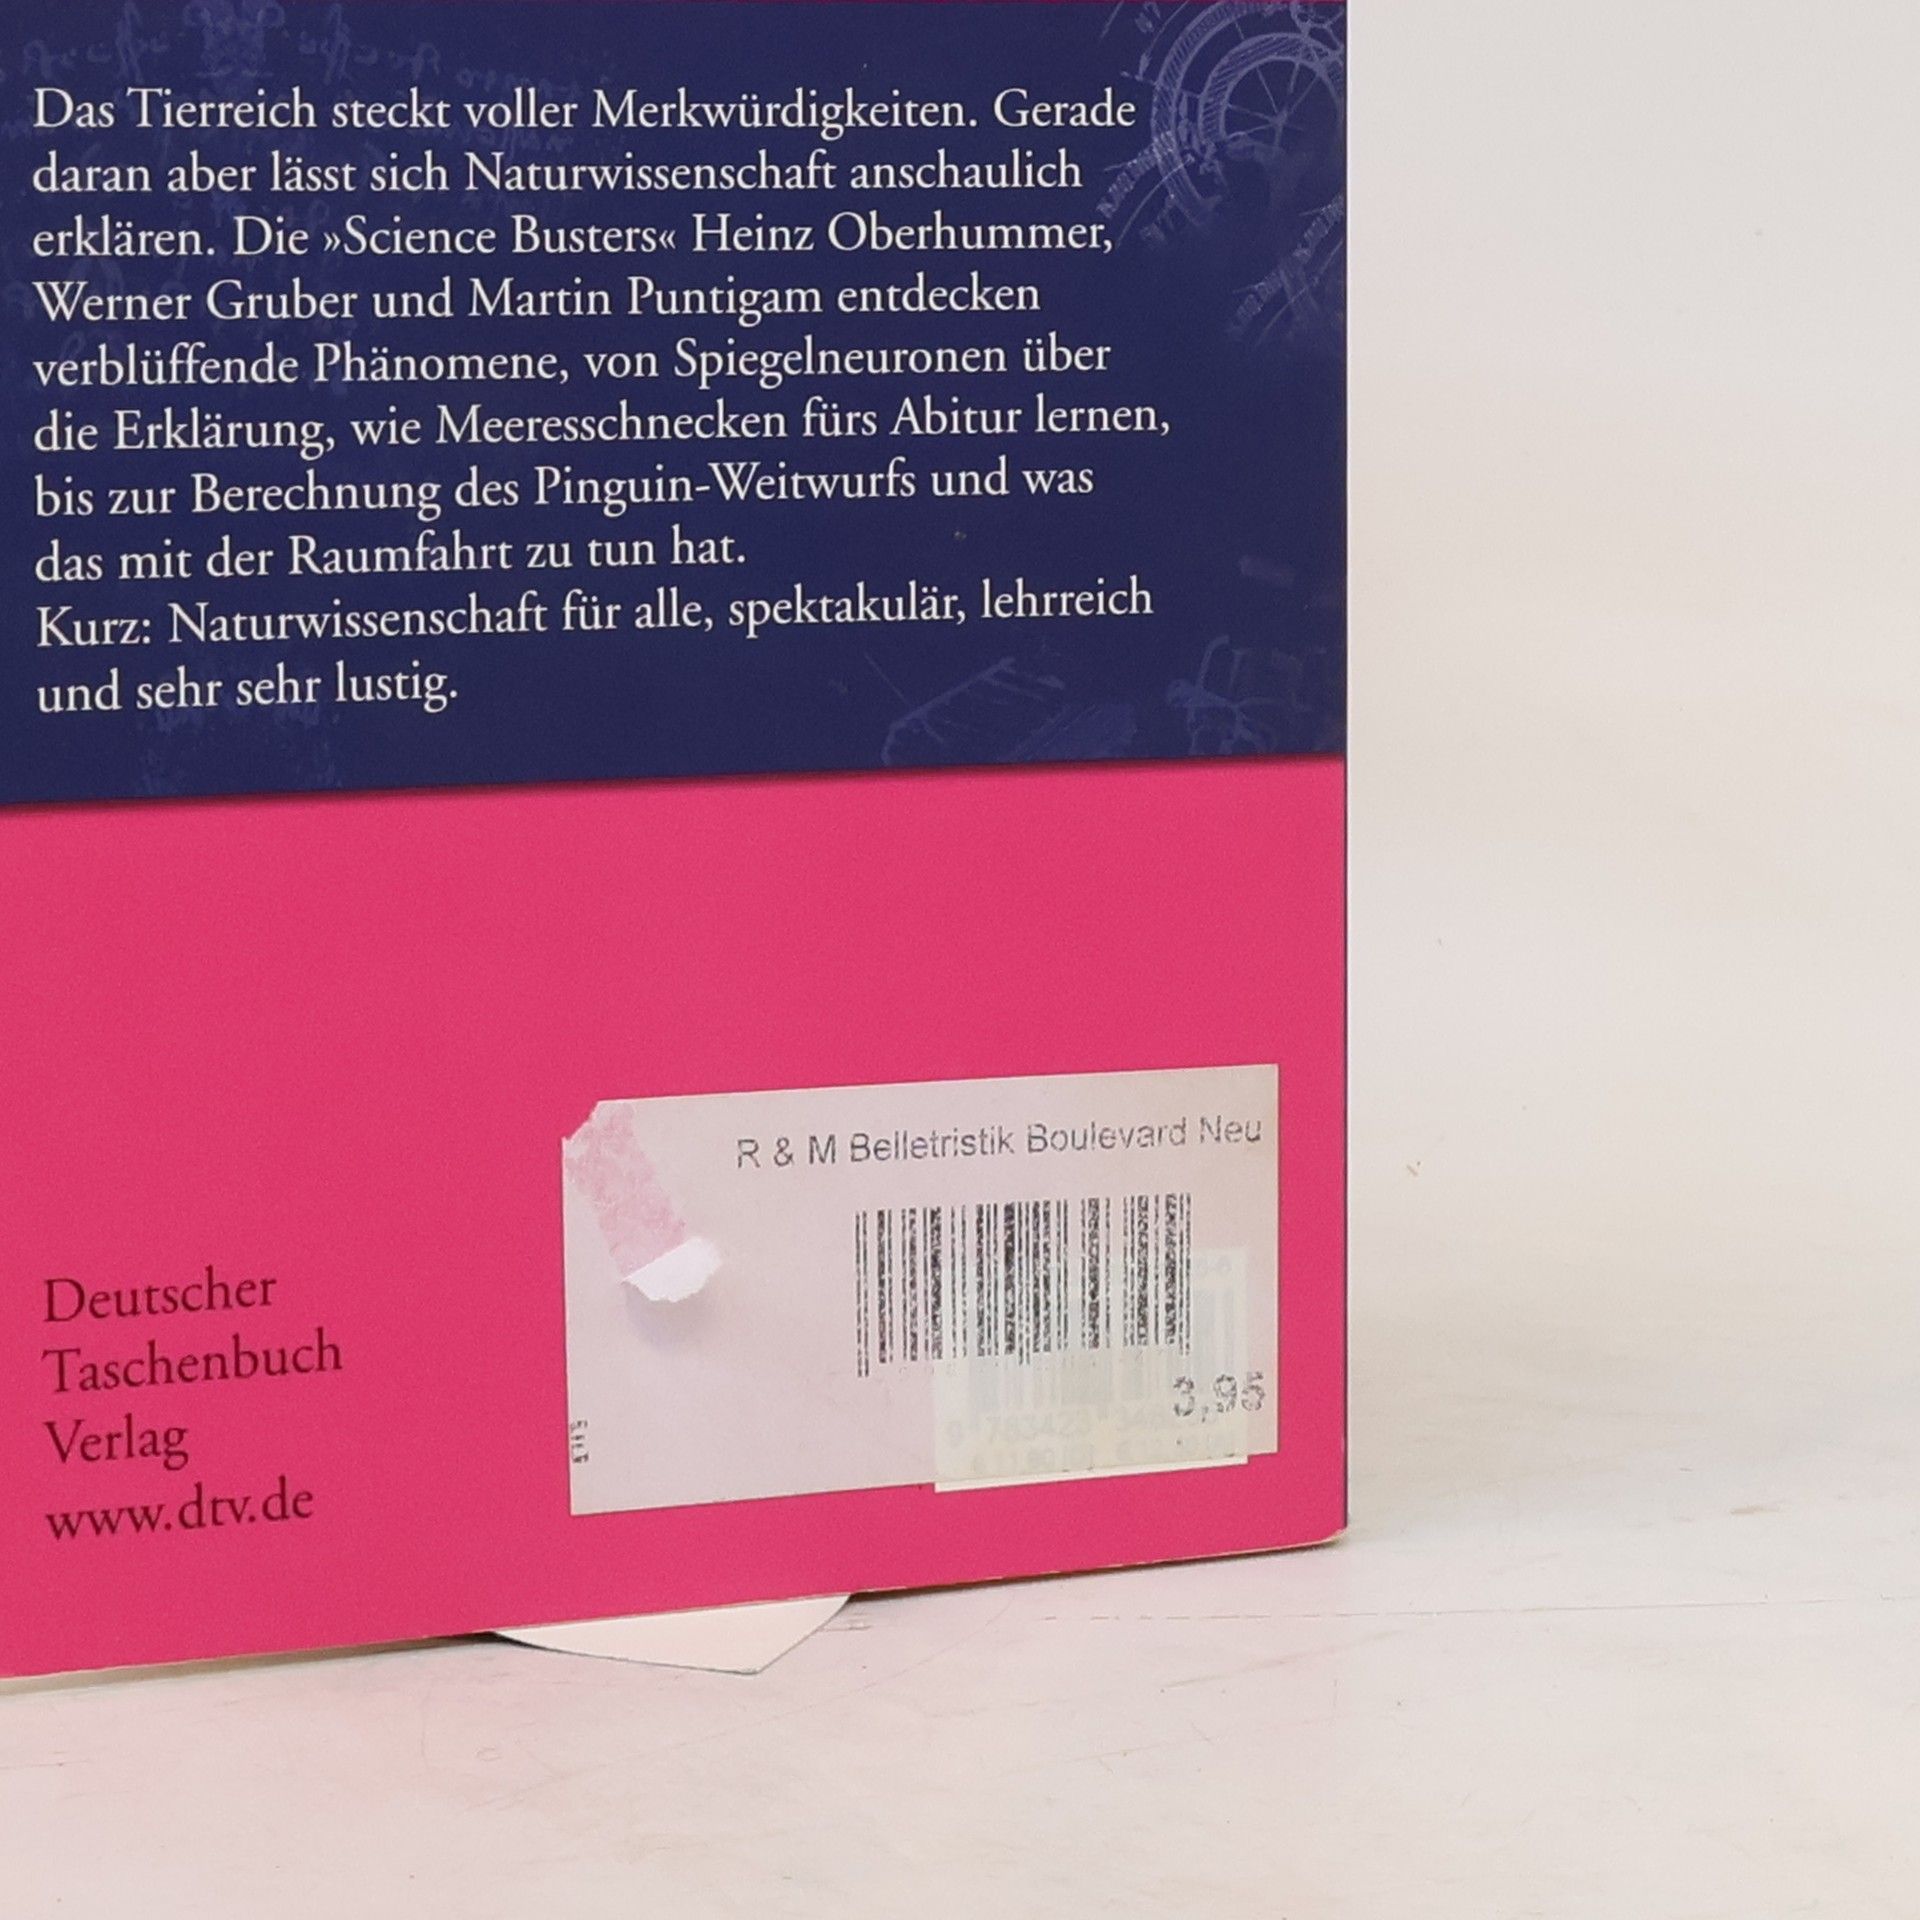 Das Tierreich steckt voller Merkwürdigkeiten. Gerade
daran aber lässt sich Naturwissenschaft anschaulich
erklären. Die »Science Busters« Heinz Oberhummer,
Werner Gruber und Martin Puntigam entdecken
verblüffende Phänomene, von Spiegelneuronen über
die Erklärung, wie Meeresschnecken fürs Abitur lernen,
bis zur Berechnung des Pinguin-Weitwurfs und was
das mit der Raumfahrt zu tun hat.
Kurz: Naturwissenschaft für alle, spektakulär, lehrreich
und sehr sehr lustig.
R & M Belletristik Boulevard Neu
Deutscher
Taschenbuch
Verlag
www.dtv.de